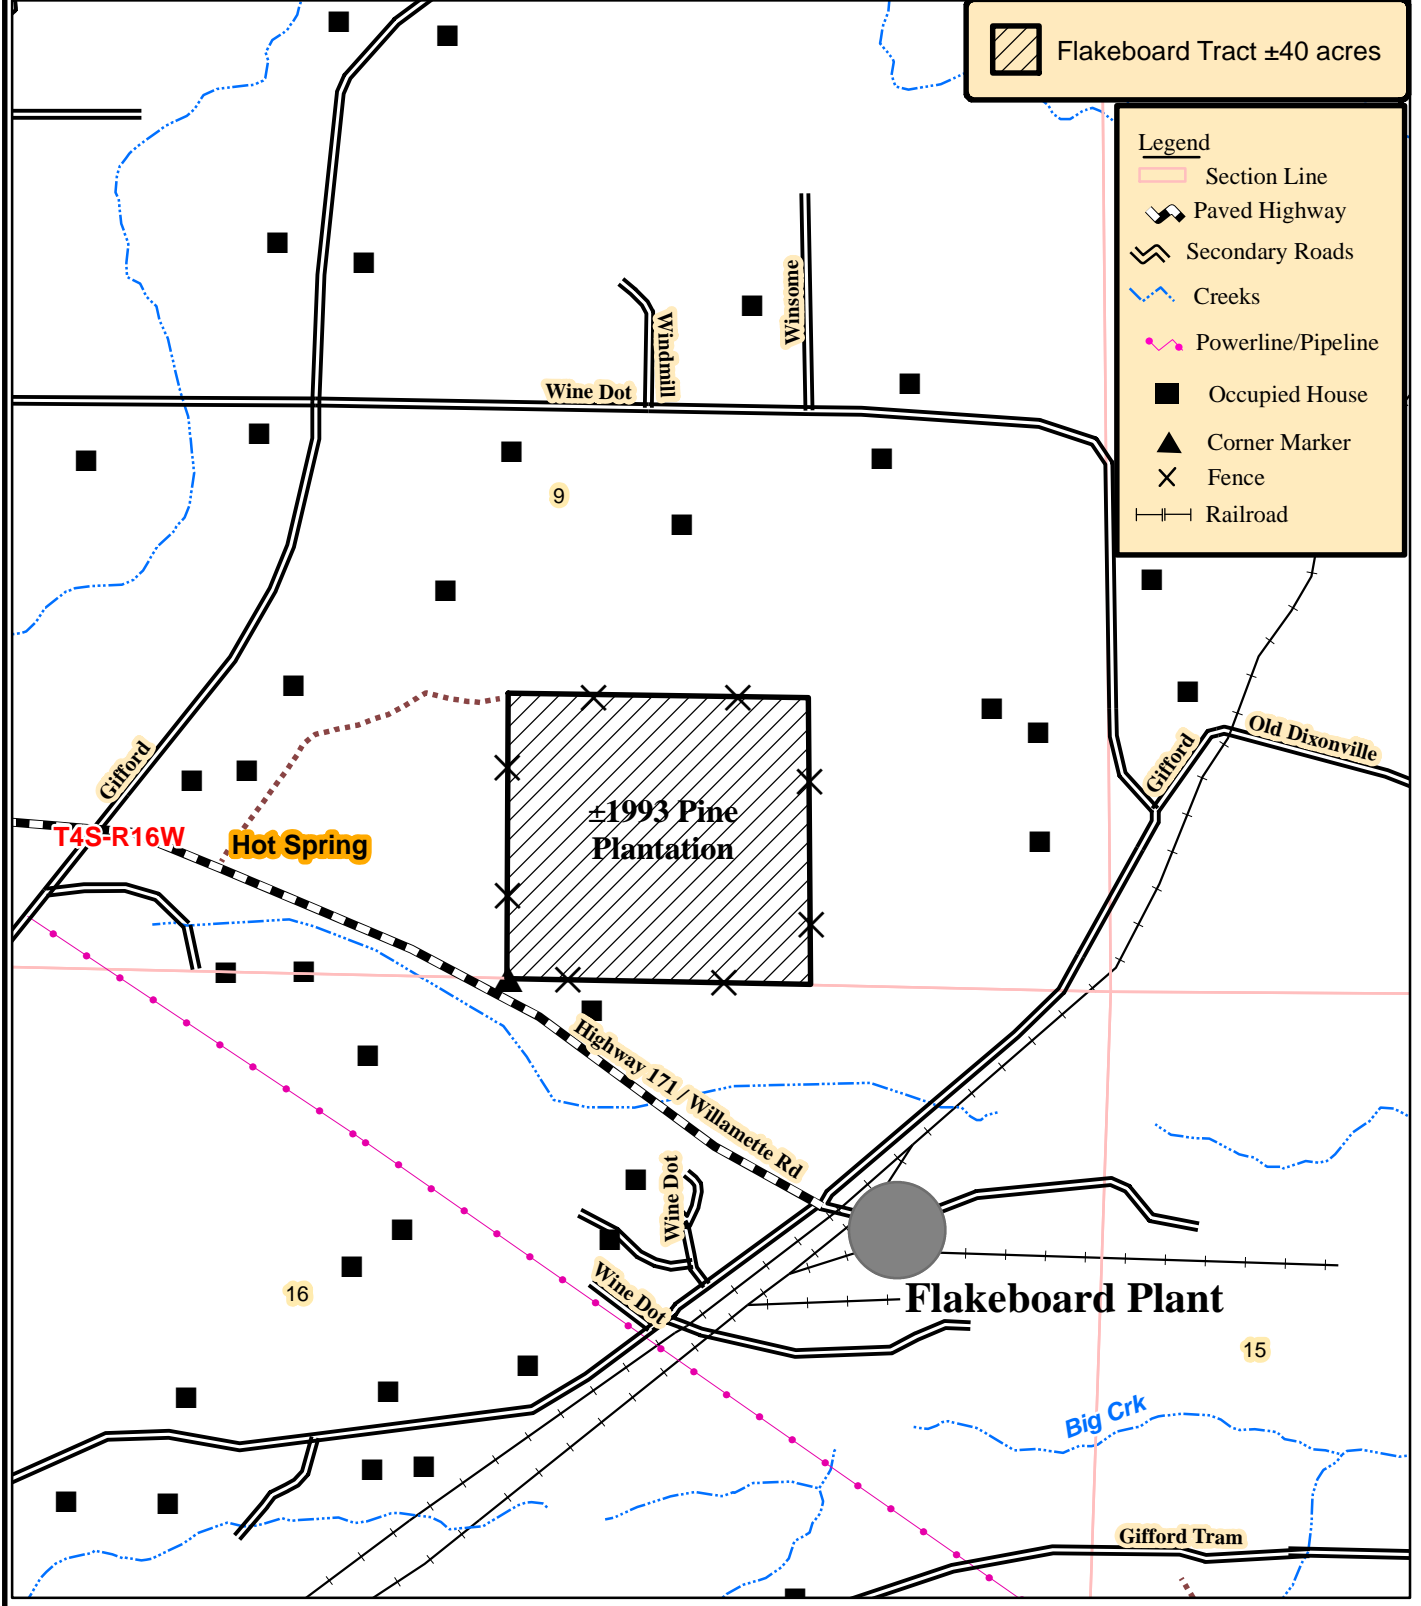 Flakeboard Tract ±40 acres
Legend
Section Line
Paved Highway
Secondary Roads
Creeks
Powerline/Pipeline
Occupied House
Corner Marker
Fence
Railroad
Winsome
Windmill
Wine Dot
9
Gifford
Old Dixonville
Gifford
±1993 Pine
Plantation
T4S-R16W
Hot Spring
Highway 171 / Willamette Rd
Wine Dot
Wine Dot
16
Flakeboard Plant
15
Big Crk
Gifford Tram